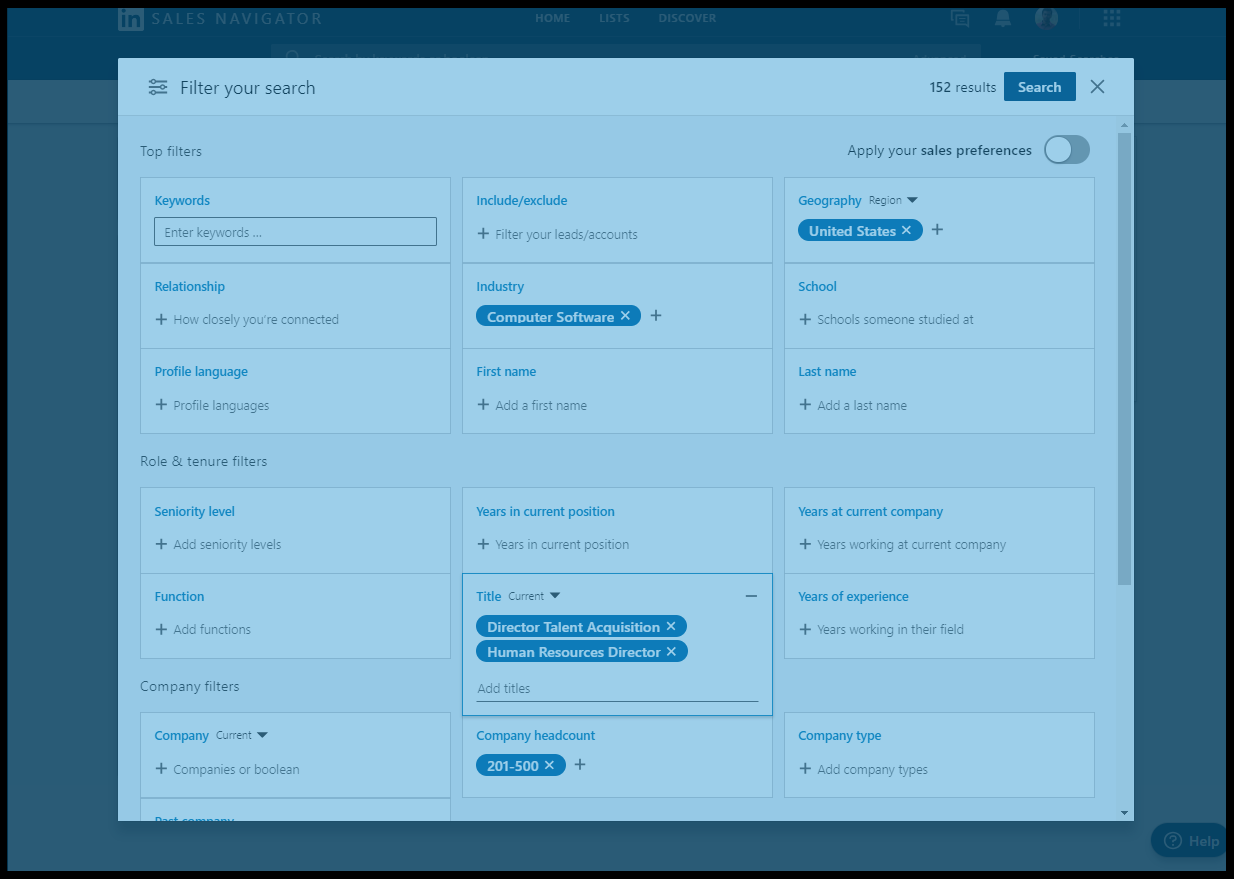 in SALES NAVIGATOR HOME LISTS DISCOVER
Filter your search 152 results Search
Top filters Apply your sales preferences
Keywords Include/exclude Geography Region
Enter keywords ... + Filter your leads/accounts United States × +
Relationship Industry School
+ How closely you're connected Computer Software × + + Schools someone studied at
Profile language First name Last name
+ Profile languages + Add a first name + Add a last name
Role & tenure filters
Seniority level Years in current position Years at current company
+ Add seniority levels + Years in current position + Years working at current company
Function Title Current Years of experience
+ Add functions Director Talent Acquisition × + Years working in their field
Human Resources Director ×
Company filters Add titles
Company Current Company headcount Company type
+ Companies or boolean 201-500 × + + Add company types
Past company
? Help